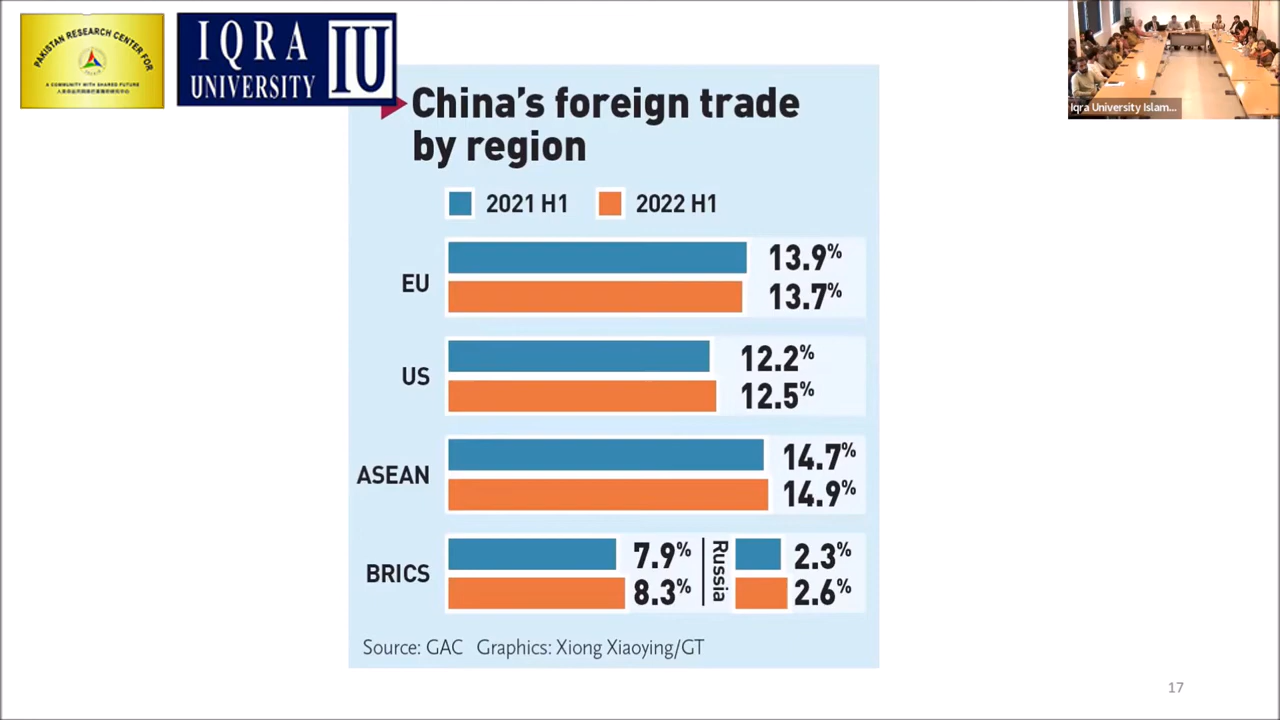 PAKISTAN RESEARCH CENTER FOR
A COMMUNITY WITH SHARED FUTURE
IQRA
UNIVERSITY
IU
Iqra University Islam...
China's foreign trade
by region
2021 H1
2022 H1
EU
13.9%
13.7%
US
12.2%
12.5%
ASEAN
14.7%
14.9%
BRICS
7.9%
8.3%
Russia
2.3%
2.6%
Source: GAC Graphics: Xiong Xiaoying/GT
17